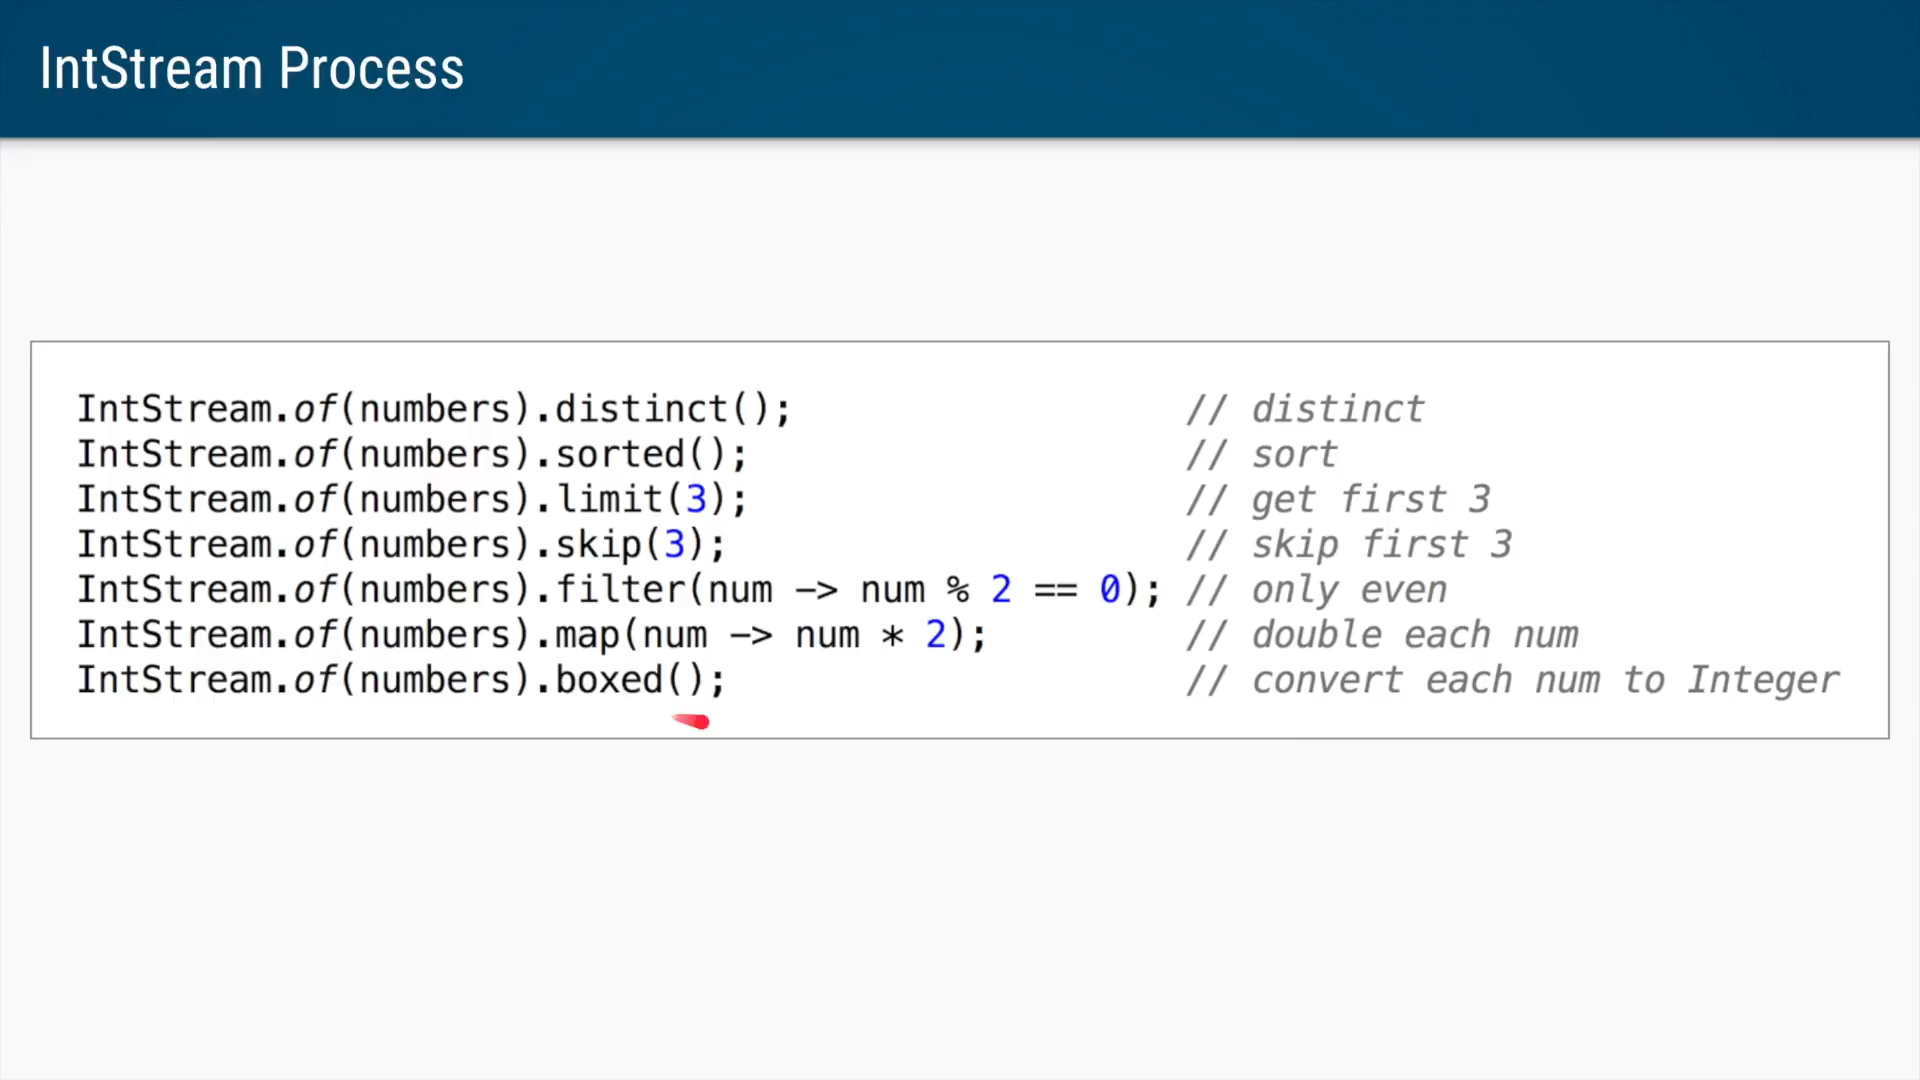 IntStream Process
IntStream.of(numbers).distinct(); // distinct
IntStream.of(numbers).sorted(); // sort
IntStream.of(numbers).limit(3); // get first 3
IntStream.of(numbers).skip(3); // skip first 3
IntStream.of(numbers).filter(num -> num % 2 == 0); // only even
IntStream.of(numbers).map(num -> num * 2); // double each num
IntStream.of(numbers).boxed(); // convert each num to Integer